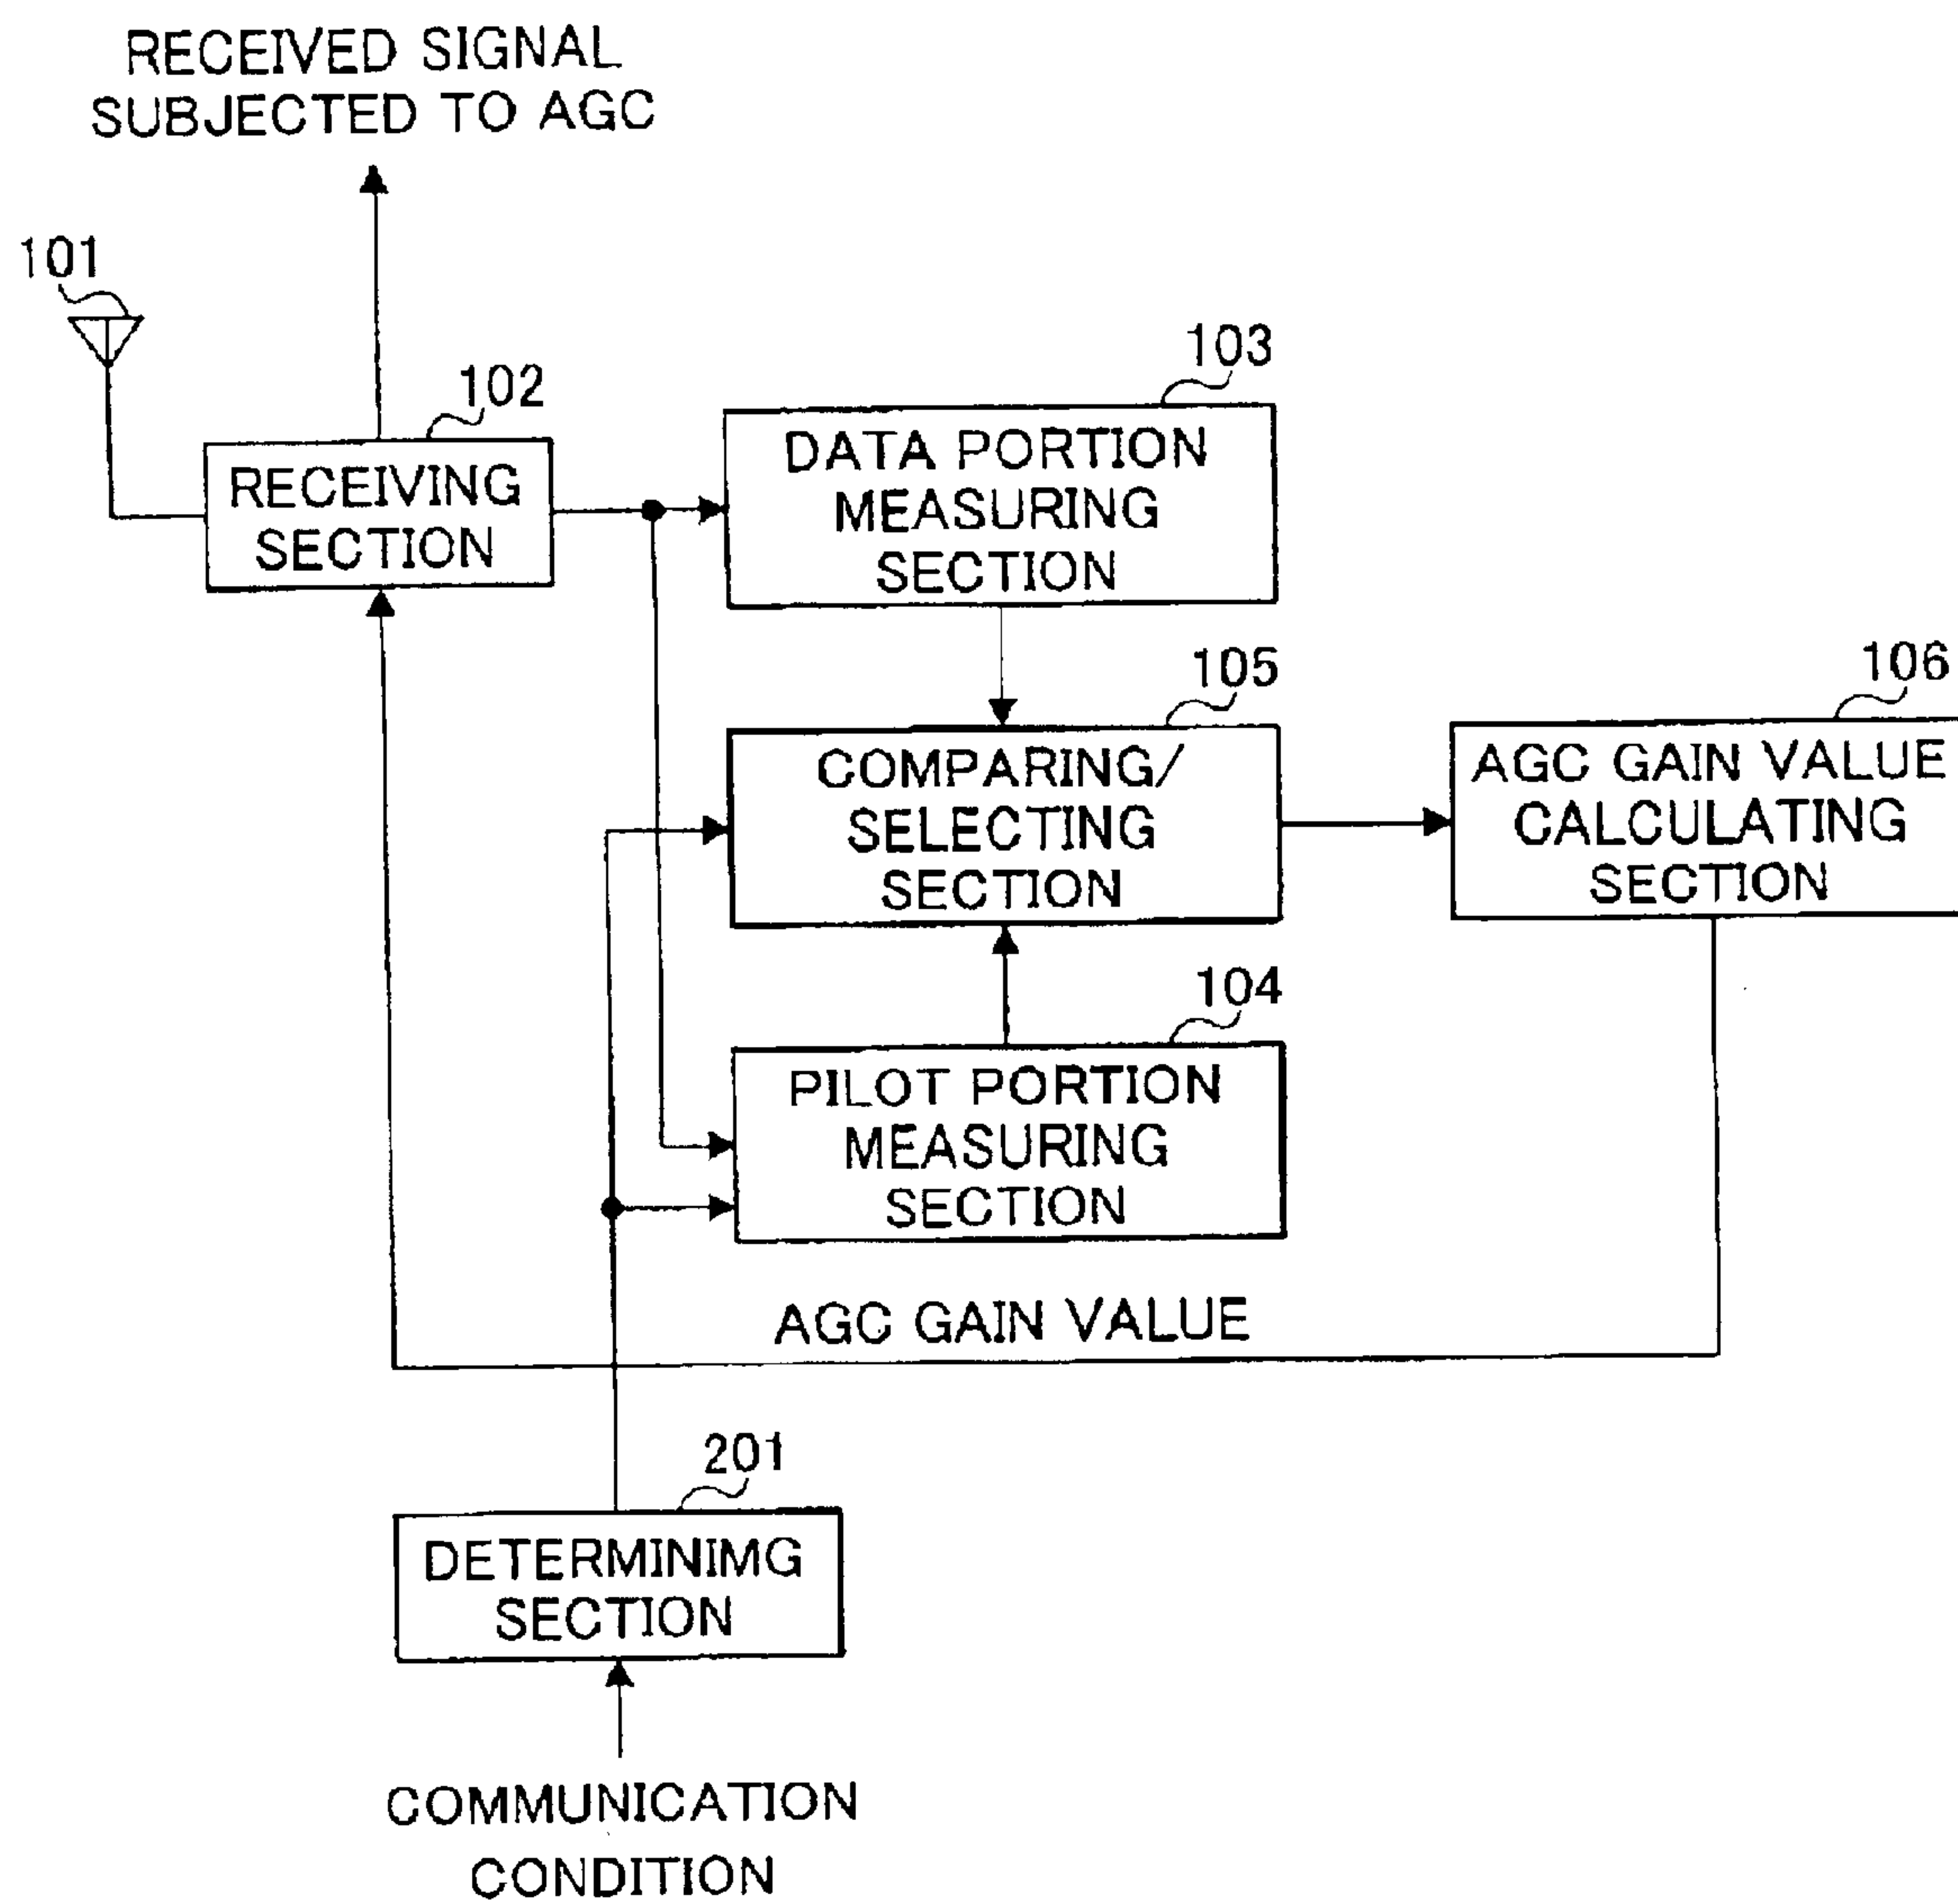 RECEIVED SIGNAL
SUBJECTED TO AGC
101
102
103
RECEIVING
SECTION
DATA PORTION
MEASURING
SECTION
105
106
COMPARING/
SELECTING
SECTION
AGC GAIN VALUE
CALCULATING
SECTION
104
PILOT PORTION
MEASURING
SECTION
AGC GAIN VALUE
201
DETERMINIMG
SECTION
COMMUNICATION
CONDITION